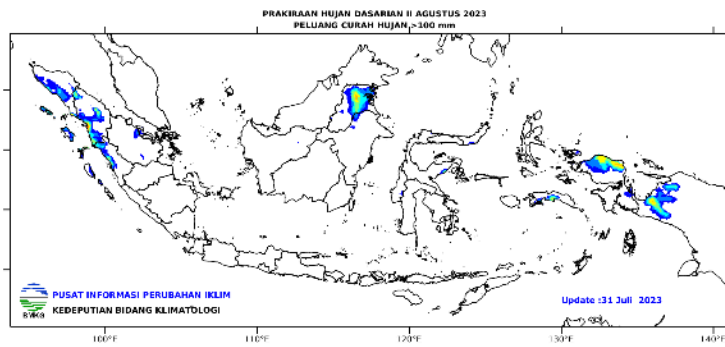 PRAKIRAAN HUJAN DASARIAN II AGUSTUS 2023
PELUANG CURAH HUJAN >100 mm
PUSAT INFORMASI PERUBAHAN IKLIM
KEDEPUTIAN BIDANG KLIMATOLOGI
BMKG
Update :31 Juli 2023
100°E 110°E 120°E 130°E 140°E